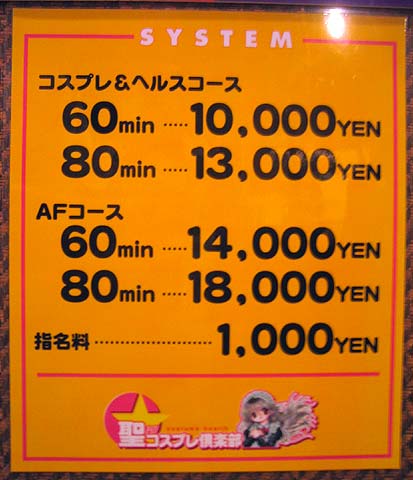 SYSTEM
コスプレ&ヘルスコース
60min ····· 10,000YEN
80min ····· 13,000YEN
AFコース
60min ····· 14,000YEN
80min ····· 18,000YEN
指名料 ····················· 1,000YEN
costume health
聖コスプレ倶楽部